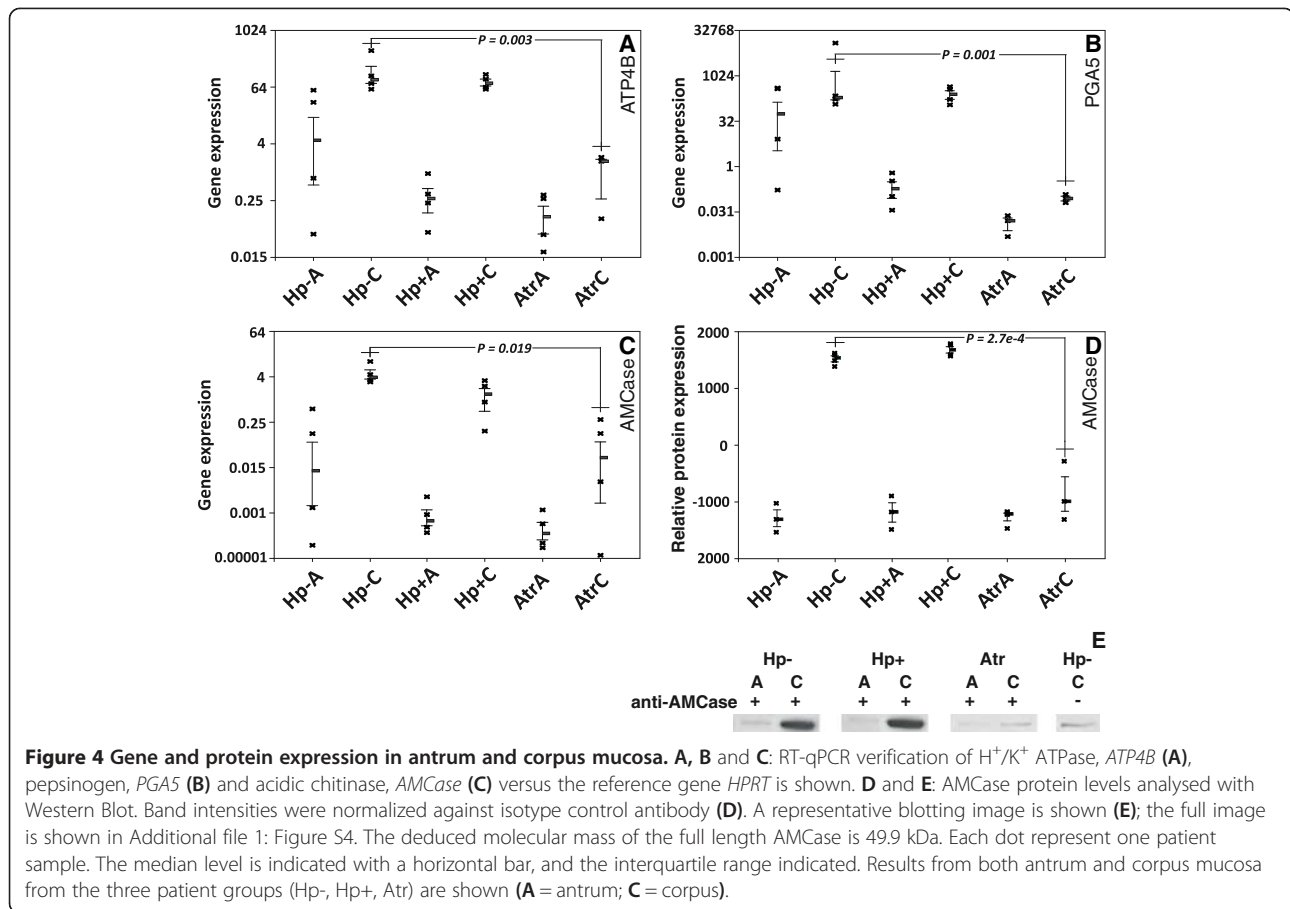 A
1024
64
4
0.25
0.015
Gene expression
P = 0.003
ATP4B
Hp-A
Hp-C
Hp+A
Hp+C
AtrA
AtrC
B
32768
1024
32
1
0.031
0.001
Gene expression
P = 0.001
PGA5
Hp-A
Hp-C
Hp+A
Hp+C
AtrA
AtrC
C
64
4
0.25
0.015
0.001
0.00001
Gene expression
P = 0.019
AMCase
Hp-A
Hp-C
Hp+A
Hp+C
AtrA
AtrC
D
2000
1000
0
-1000
2000
Relative protein expression
P = 2.7e-4
AMCase
Hp-A
Hp-C
Hp+A
Hp+C
AtrA
AtrC
E
Hp- Hp+ Atr Hp-
A C A C A C C
anti-AMCase + + + + + + -
Figure 4 Gene and protein expression in antrum and corpus mucosa. A, B and C: RT-qPCR verification of H+/K+ ATPase, ATP4B (A),
pepsinogen, PGA5 (B) and acidic chitinase, AMCase (C) versus the reference gene HPRT is shown. D and E: AMCase protein levels analysed with
Western Blot. Band intensities were normalized against isotype control antibody (D). A representative blotting image is shown (E); the full image
is shown in Additional file 1: Figure S4. The deduced molecular mass of the full length AMCase is 49.9 kDa. Each dot represent one patient
sample. The median level is indicated with a horizontal bar, and the interquartile range indicated. Results from both antrum and corpus mucosa
from the three patient groups (Hp-, Hp+, Atr) are shown (A = antrum; C = corpus).